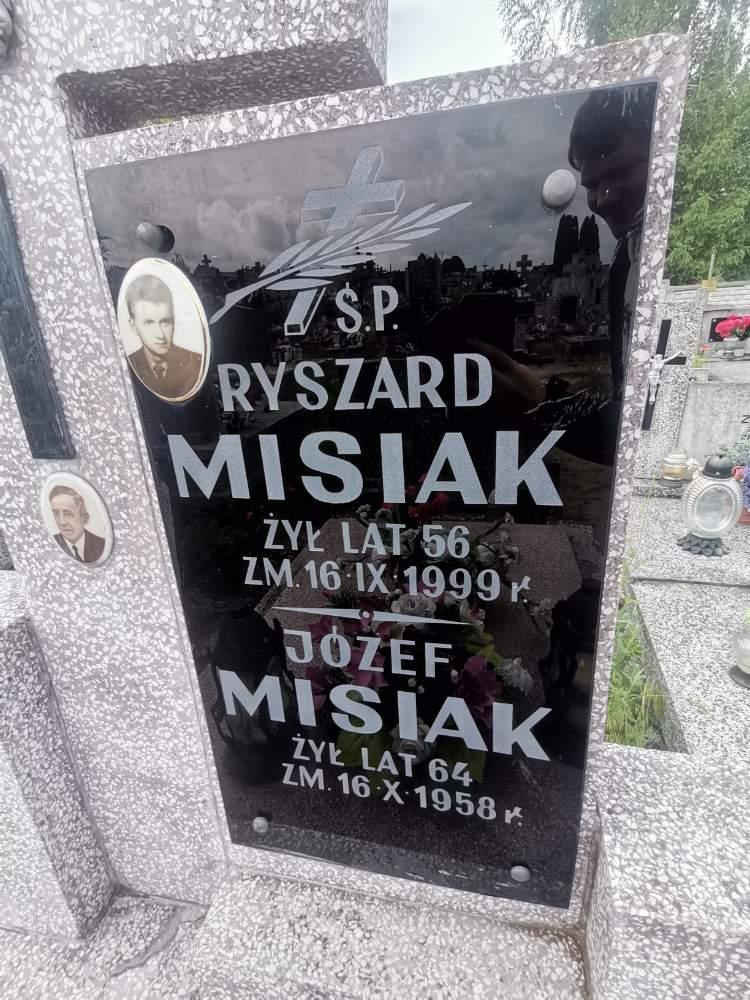 Ś.P.
RYSZARD
MISIAK
ŻYŁ LAT 56
ZM. 16·IX·1999 r.
JÓZEF
MISIAK
ŻYŁ LAT 64
ZM. 16·X·1958 r.